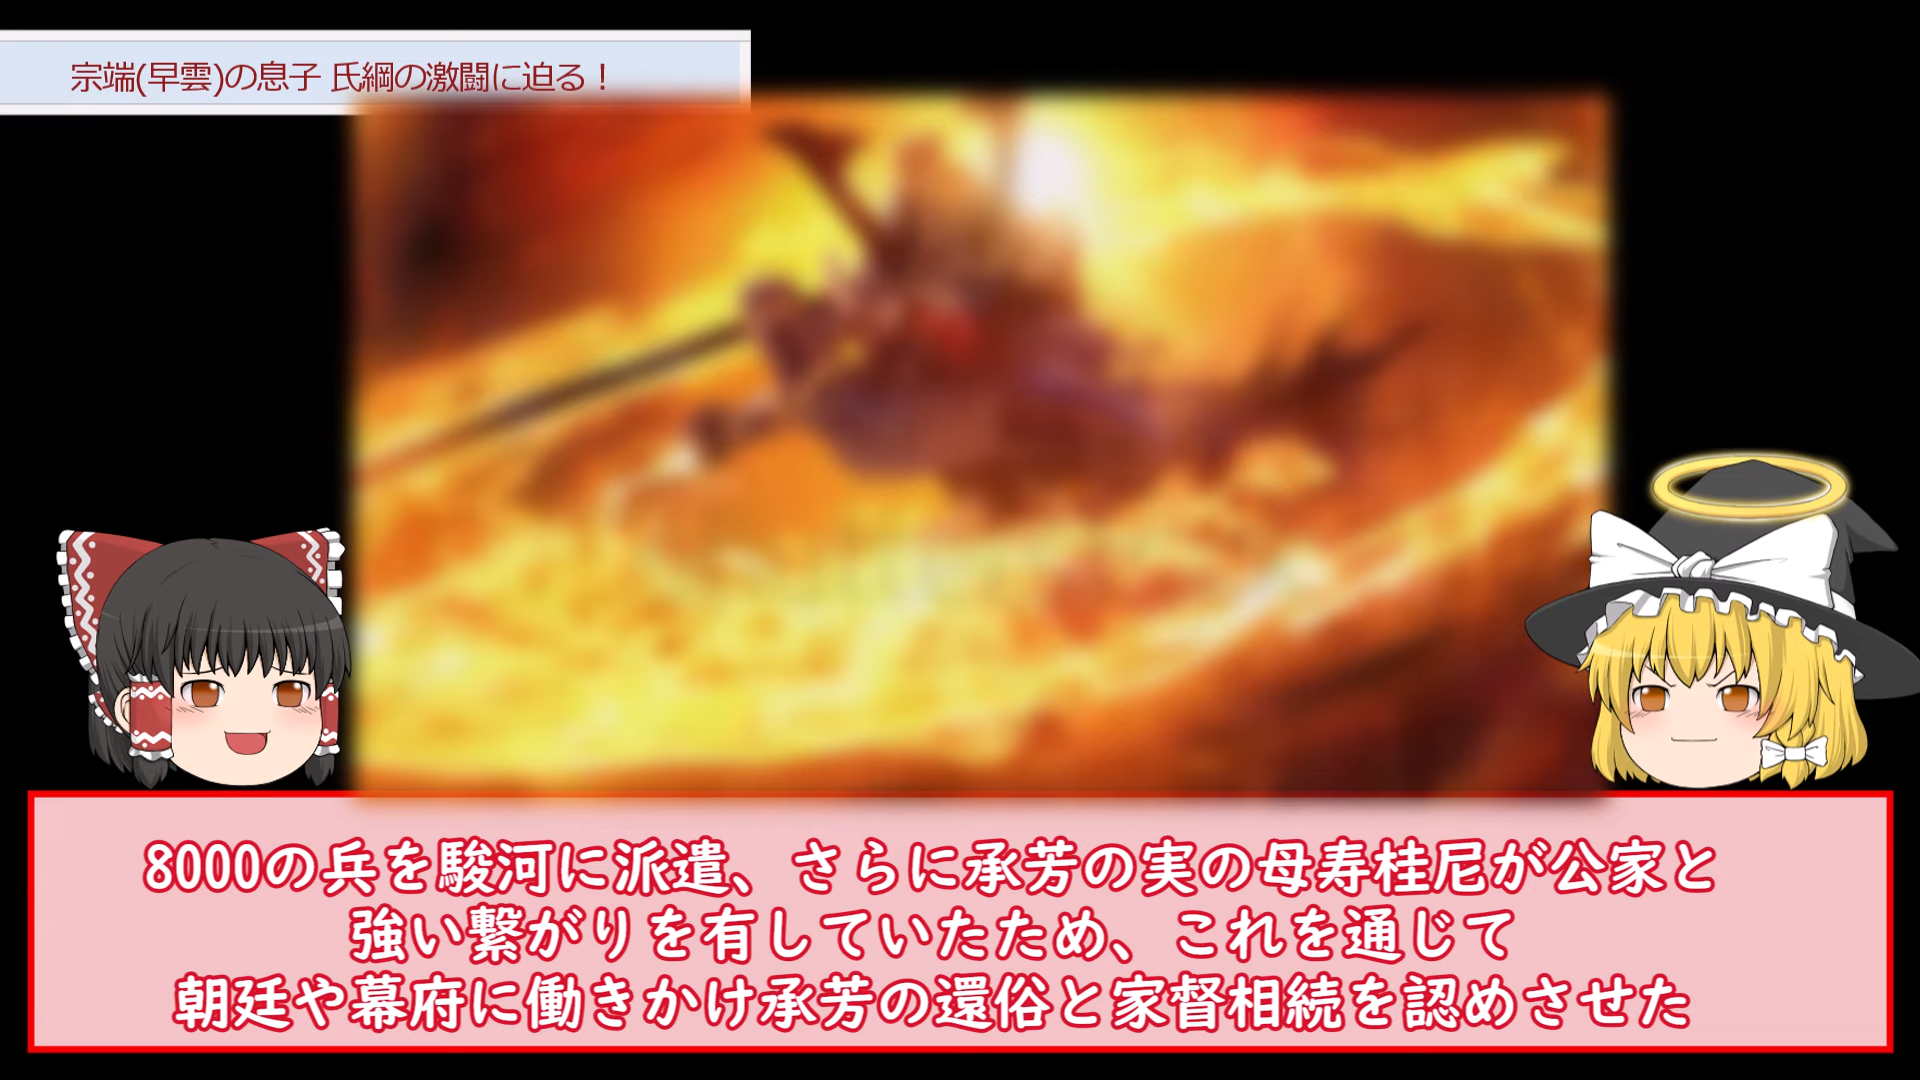 宗端(早雲)の息子 氏綱の激闘に迫る！
8000の兵を駿河に派遣、さらに承芳の実の母寿桂尼が公家と
強い繋がりを有していたため、これを通じて
朝廷や幕府に働きかけ承芳の還俗と家督相続を認めさせた